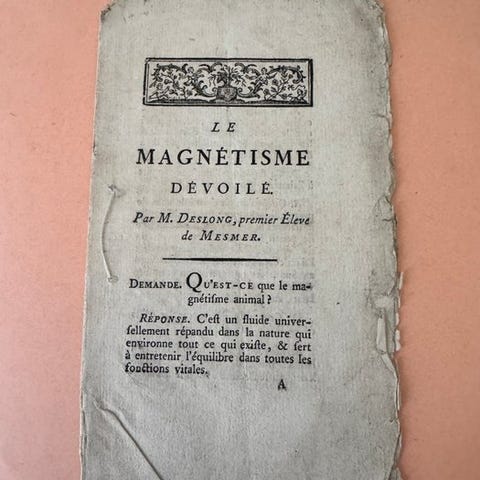 LE
MAGNÉTISME
DÉVOILÉ.
Par M. DESLONG, premier Éleve
de MESMER.
DEMANDE. QU'EST-CE que le ma-
gnétiſme animal ?
RÉPONSE. C'eſt un fluide univer-
ſellement répandu dans la nature qui
environne tout ce qui exiſte, & ſert
à entretenir l'équilibre dans toutes les
fonctions vitales.
A